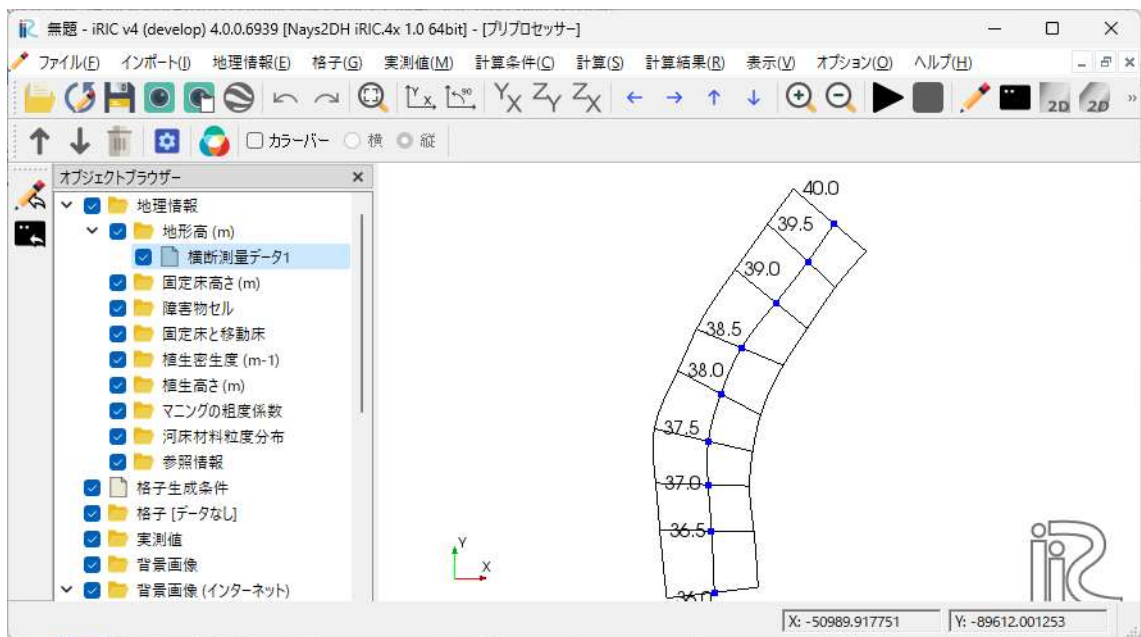 無題 - iRIC v4 (develop) 4.0.0.6939 [Nays2DH iRIC.4x 1.0 64bit] - [プリプロセッサー]
ファイル(F) インポート(I) 地理情報(E) 格子(G) 実測値(M) 計算条件(C) 計算(S) 計算結果(R) 表示(V) オプション(O) ヘルプ(H)
カラーバー 横 縦
オブジェクトブラウザー
地理情報
地形高 (m)
横断測量データ1
固定床高さ (m)
障害物セル
固定床と移動床
植生密生度 (m-1)
植生高さ (m)
マニングの粗度係数
河床材料粒度分布
参照情報
格子生成条件
格子 [データなし]
実測値
背景画像
背景画像 (インターネット)
40.0
39.5
39.0
38.5
38.0
37.5
37.0
36.5
36.0
Y
X
iRIC
X: -50989.917751 Y: -89612.001253